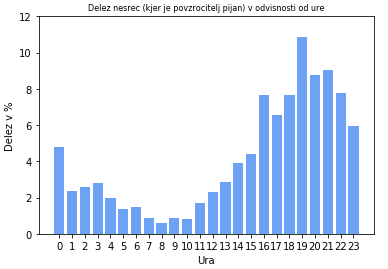 Delez nesrec (kjer je povzrocitelj pijan) v odvisnosti od ure
Delez v %
12
10
8
6
4
2
0
0 1 2 3 4 5 6 7 8 9 10 11 12 13 14 15 16 17 18 19 20 21 22 23
Ura